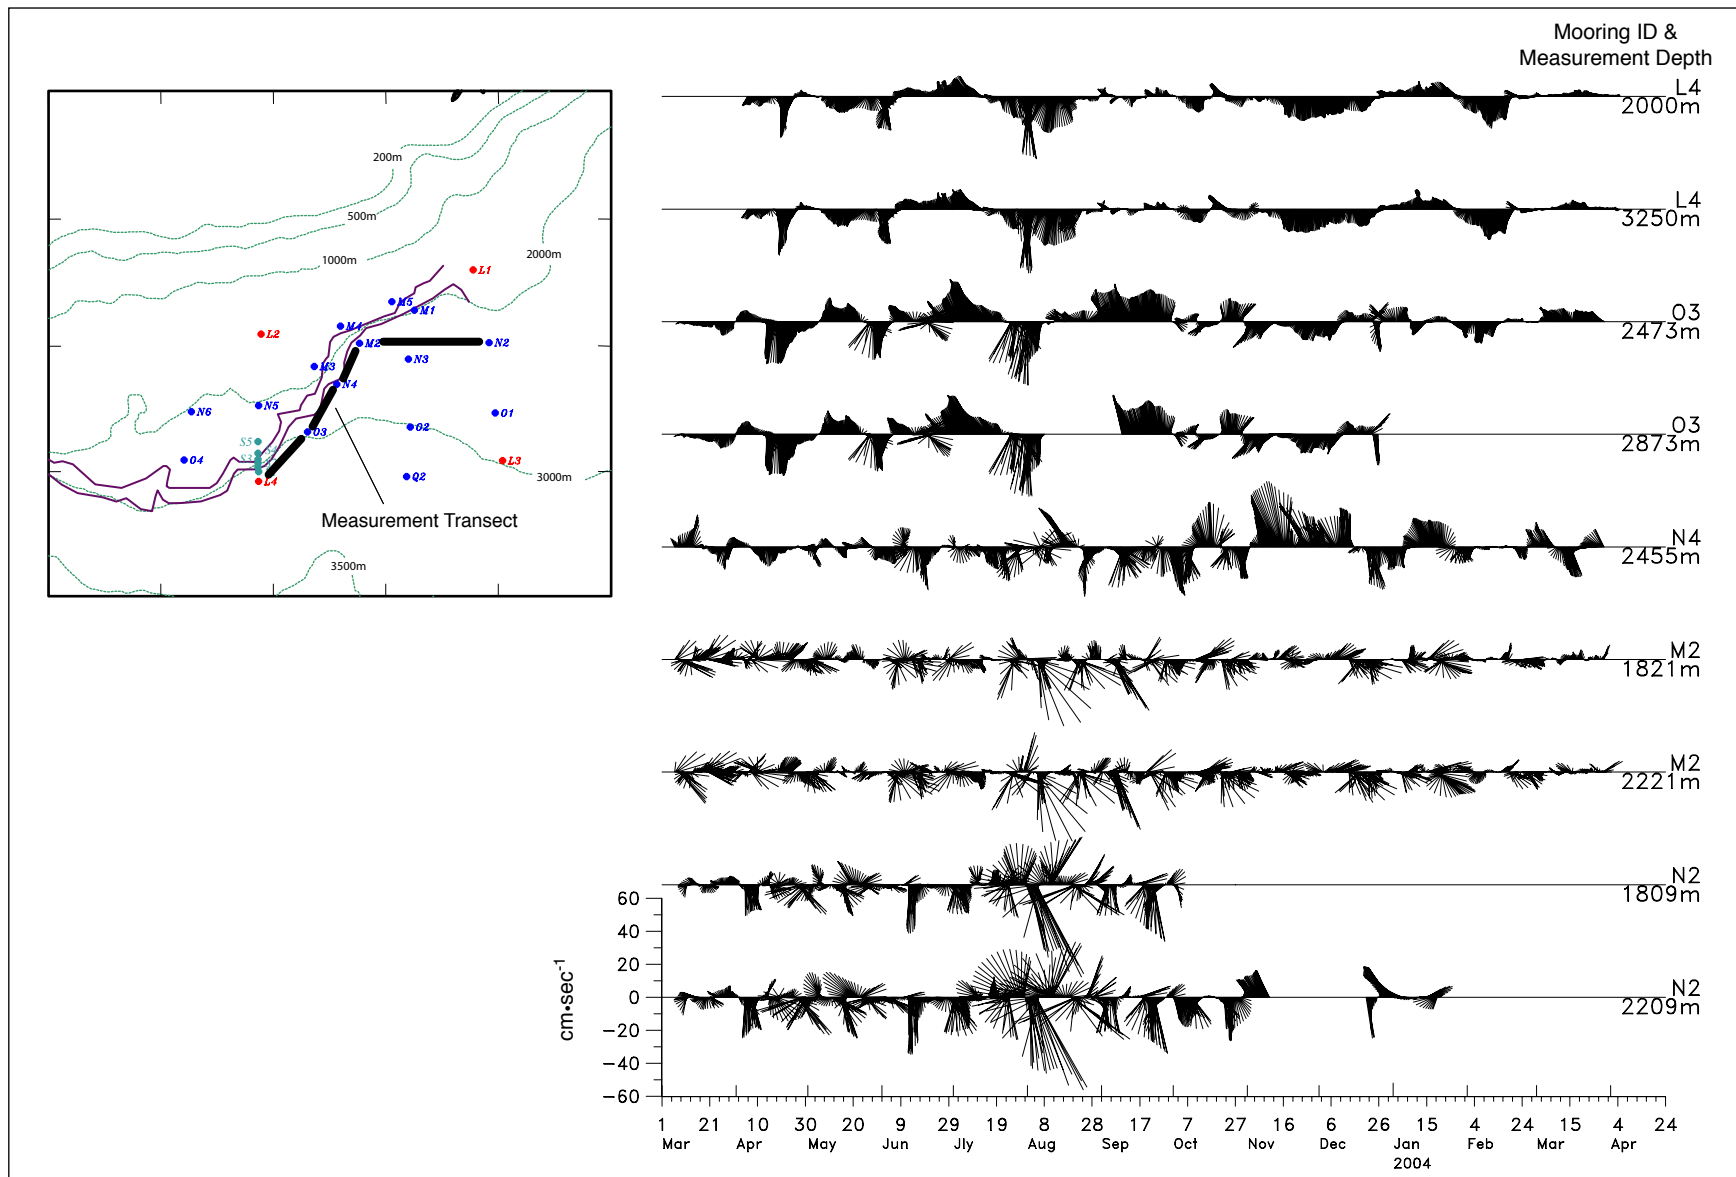 Mooring ID &
Measurement Depth
L4
2000m
L4
3250m
O3
2473m
O3
2873m
N4
2455m
M2
1821m
M2
2221m
N2
1809m
N2
2209m
200m
500m
1000m
2000m
L1
M5
M1
M4
L2
M2
N2
N3
M3
N4
N6
N5
O1
O2
O3
S5
S4
S3
O4
L3
L4
Q2
3000m
Measurement Transect
3500m
60
40
20
0
-20
-40
-60
cm•sec-1
1 21 10 30 20 9 29 19 8 28 17 7 27 16 6 26 15 4 24 15 4 24
Mar Apr May Jun Jly Aug Sep Oct Nov Dec Jan Feb Mar Apr
2004